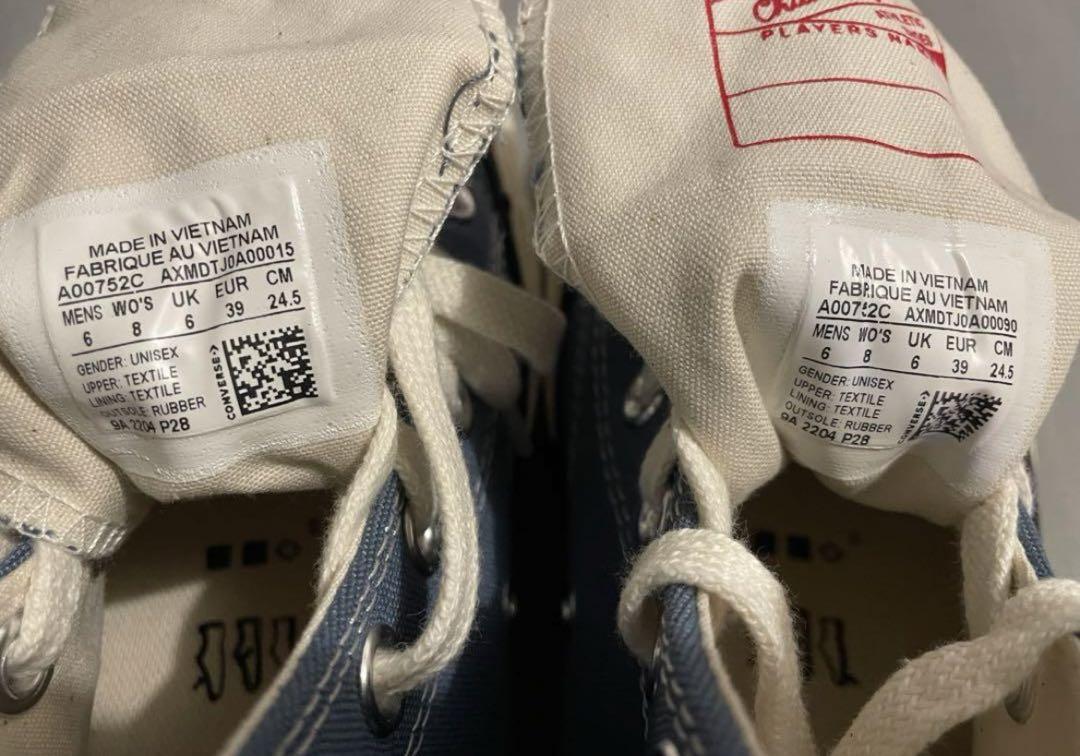 MADE IN VIETNAM
FABRIQUE AU VIETNAM
A00752C AXMDTJ0A00015
MENS WO'S UK EUR CM
6 8 6 39 24.5
GENDER: UNISEX
UPPER: TEXTILE
LINING: TEXTILE
OUTSOLE: RUBBER
9A 2204 P28
CONVERSE
ATHLETIC
SHOES
PLAYERS NAME
MADE IN VIETNAM
FABRIQUE AU VIETNAM
A00752C AXMDTJ0A00090
MENS WO'S UK EUR CM
6 8 6 39 24.5
GENDER: UNISEX
UPPER: TEXTILE
LINING: TEXTILE
OUTSOLE: RUBBER
9A 2204 P28
CONVERSE